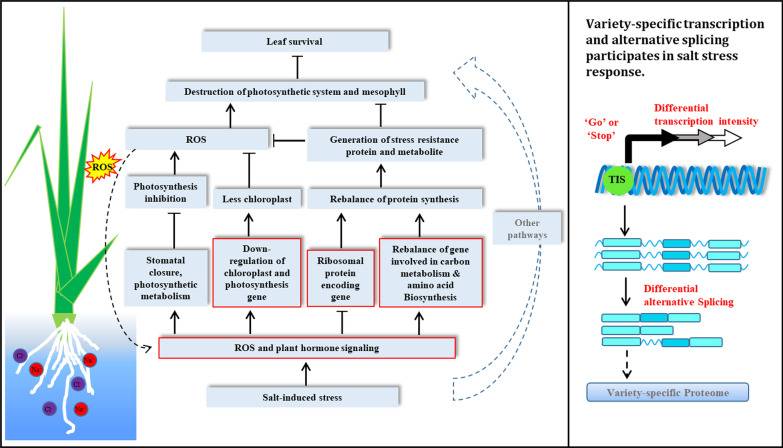 Leaf survival
Destruction of photosynthetic system and mesophyll
ROS
Generation of stress resistance
protein and metabolite
ROS
Photosynthesis
inhibition
Less chloroplast
Rebalance of protein synthesis
Other
pathways
Stomatal
closure,
photosynthetic
metabolism
Down-
regulation of
chloroplast and
photosynthesis
gene
Ribosomal
protein
encoding
gene
Rebalance of gene
involved in carbon
metabolism &
amino acid
Biosynthesis
ROS and plant hormone signaling
Salt-induced stress
Cl-
Na+
Na+
Cl-
Cl-
Na+
Variety-specific transcription
and alternative splicing
participates in salt stress
response.
Differential
transcription intensity
‘Go’ or
‘Stop’
TIS
Differential
alternative Splicing
Variety-specific Proteome